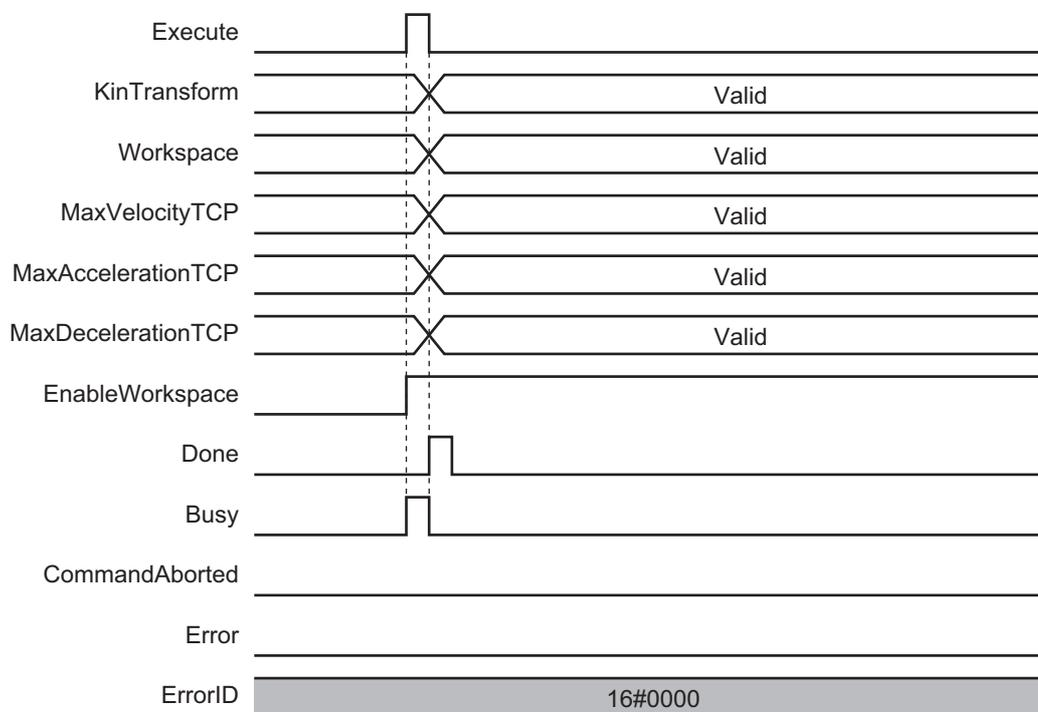 Execute
KinTransform Valid
Workspace Valid
MaxVelocityTCP Valid
MaxAccelerationTCP Valid
MaxDecelerationTCP Valid
EnableWorkspace
Done
Busy
CommandAborted
Error
ErrorID 16#0000